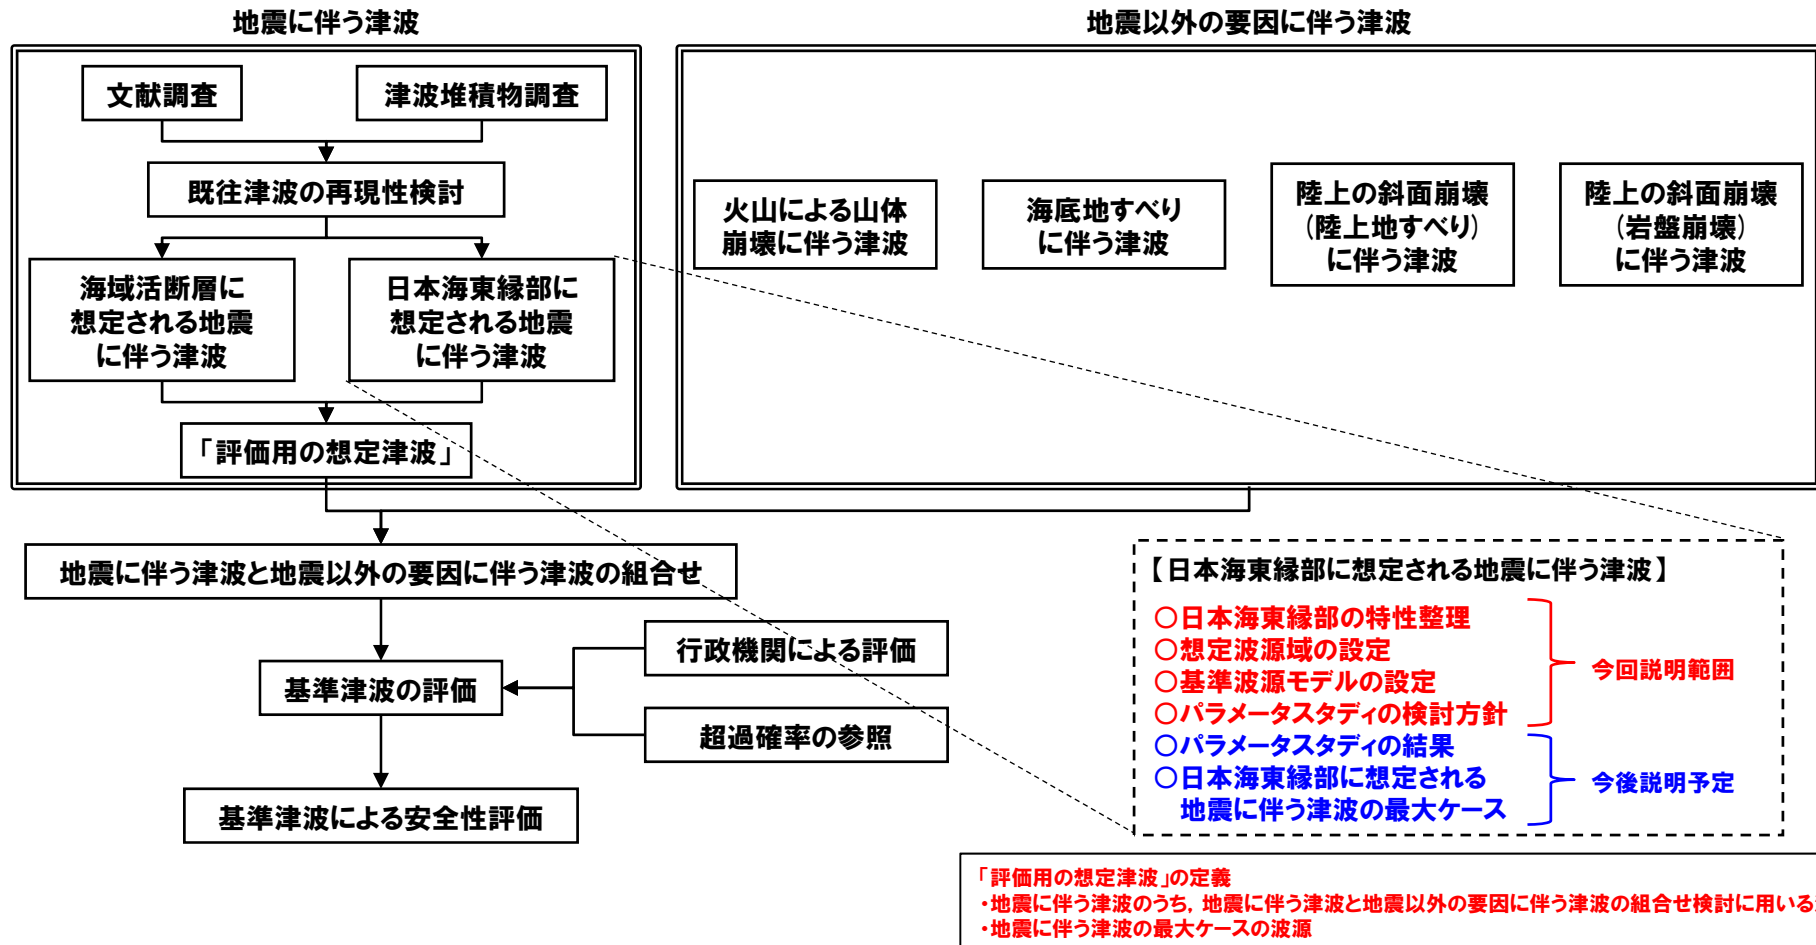 地震に伴う津波
地震以外の要因に伴う津波
文献調査
津波堆積物調査
既往津波の再現性検討
海域活断層に
想定される地震
に伴う津波
日本海東縁部に
想定される地震
に伴う津波
「評価用の想定津波」
火山による山体
崩壊に伴う津波
海底地すべり
に伴う津波
陸上の斜面崩壊
(陸上地すべり)
に伴う津波
陸上の斜面崩壊
(岩盤崩壊)
に伴う津波
地震に伴う津波と地震以外の要因に伴う津波の組合せ
基準津波の評価
行政機関による評価
超過確率の参照
基準津波による安全性評価
【日本海東縁部に想定される地震に伴う津波】
○日本海東縁部の特性整理
○想定波源域の設定
○基準波源モデルの設定
○パラメータスタディの検討方針
今回説明範囲
○パラメータスタディの結果
○日本海東縁部に想定される
地震に伴う津波の最大ケース
今後説明予定
「評価用の想定津波」の定義
・地震に伴う津波のうち，地震に伴う津波と地震以外の要因に伴う津波の組合せ検討に用いる
・地震に伴う津波の最大ケースの波源